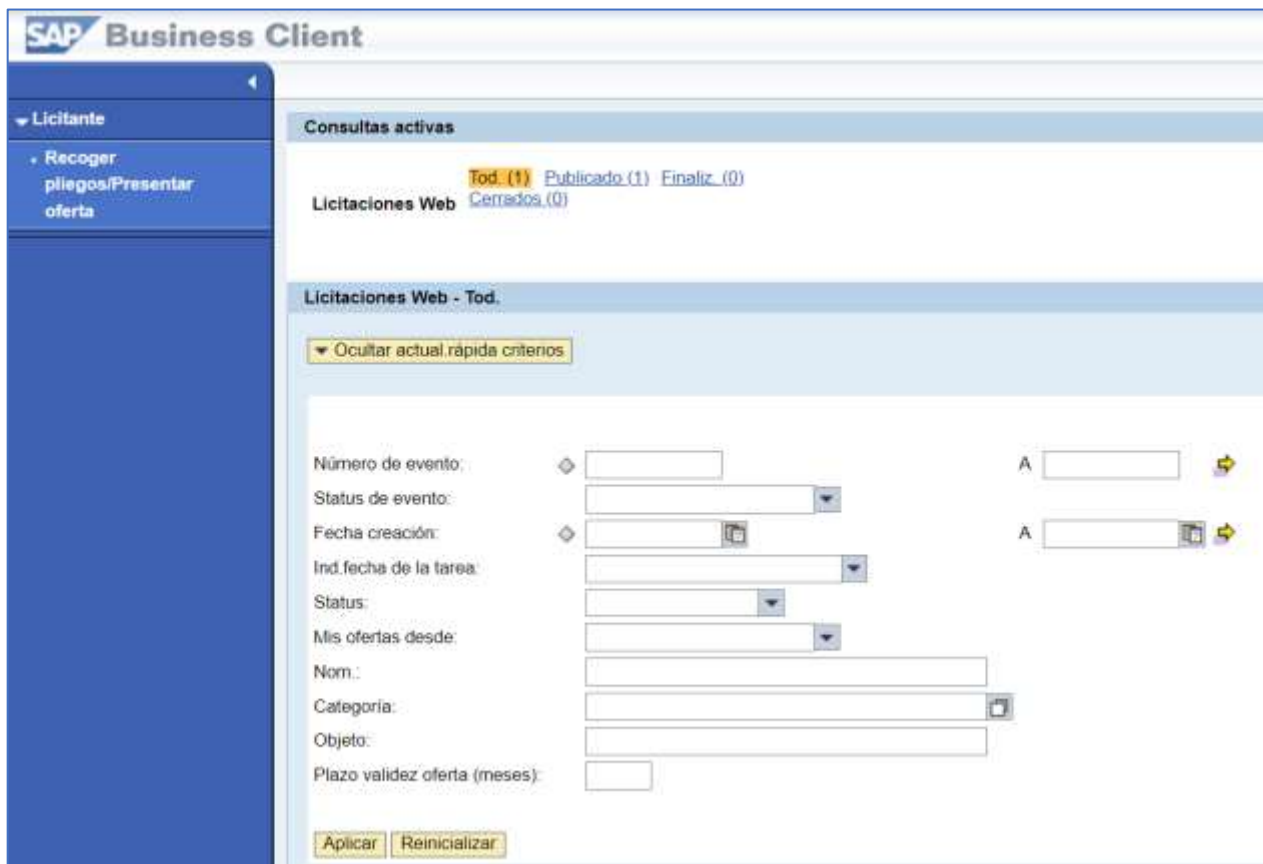 SAP Business Client
Licitante
Recoger
pliegos/Presentar
oferta
Consultas activas
Licitaciones Web
Tod. (1) Publicado (1) Finaliz. (0)
Cerrados (0)
Licitaciones Web - Tod.
Ocultar actual.rápida criterios
Número de evento: A
Status de evento:
Fecha creación: A
Ind.fecha de la tarea:
Status:
Mis ofertas desde:
Nom.:
Categoría:
Objeto:
Plazo validez oferta (meses):
Aplicar Reinicializar